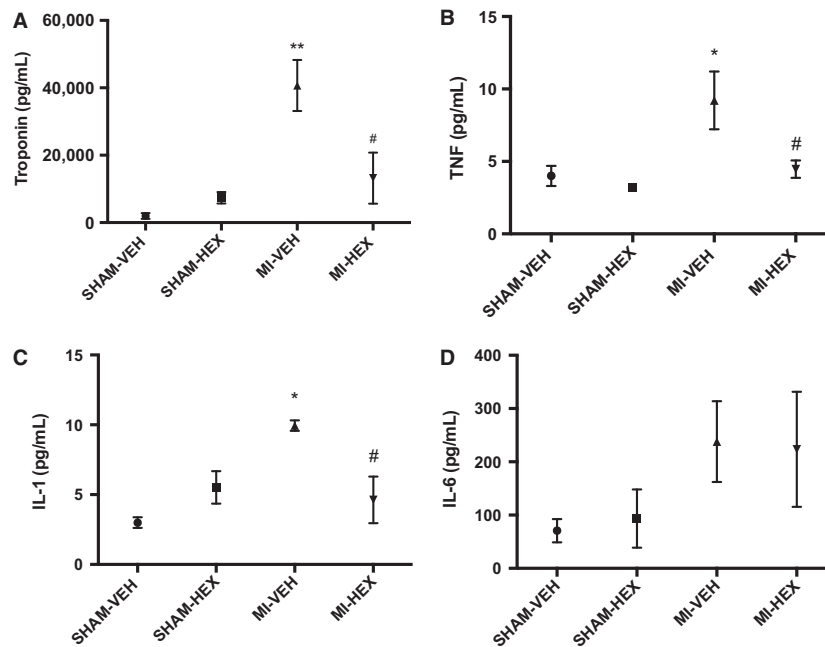 A
Troponin (pg/mL)
60,000
40,000
20,000
0
**
#
SHAM-VEH
SHAM-HEX
MI-VEH
MI-HEX
B
TNF (pg/mL)
15
10
5
0
*
#
SHAM-VEH
SHAM-HEX
MI-VEH
MI-HEX
C
IL-1 (pg/mL)
15
10
5
0
*
#
SHAM-VEH
SHAM-HEX
MI-VEH
MI-HEX
D
IL-6 (pg/mL)
400
300
200
100
0
SHAM-VEH
SHAM-HEX
MI-VEH
MI-HEX